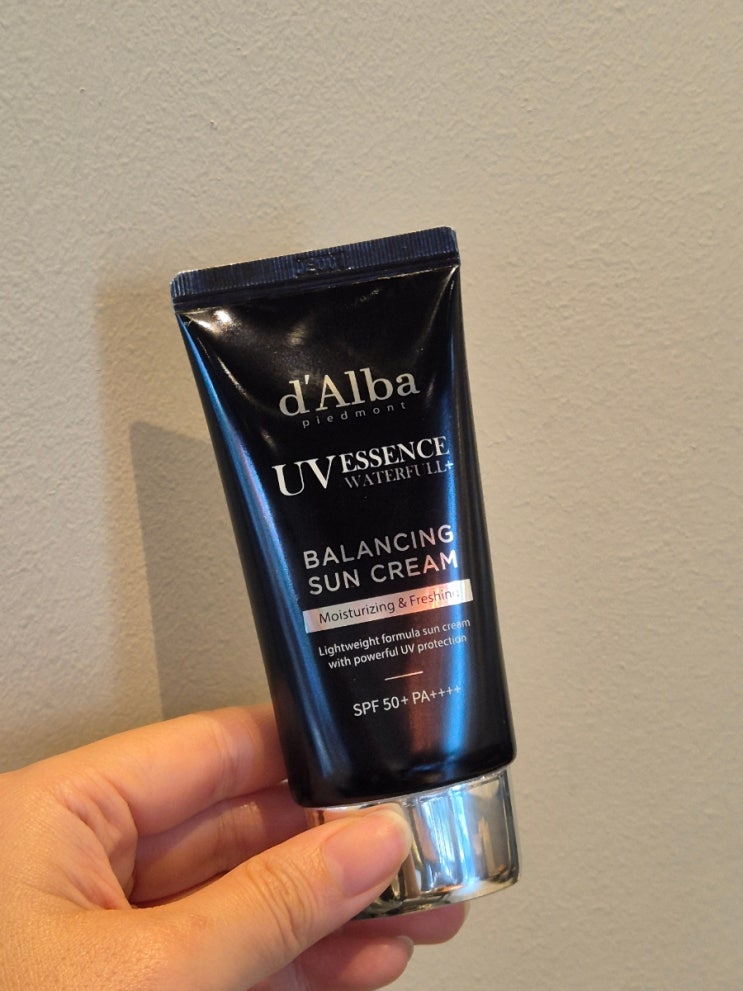 d'Alba
piedmont
UV ESSENCE
WATERFULL+
BALANCING
SUN CREAM
Moisturizing & Freshing
Lightweight formula sun cream
with powerful UV protection
SPF 50+ PA++++